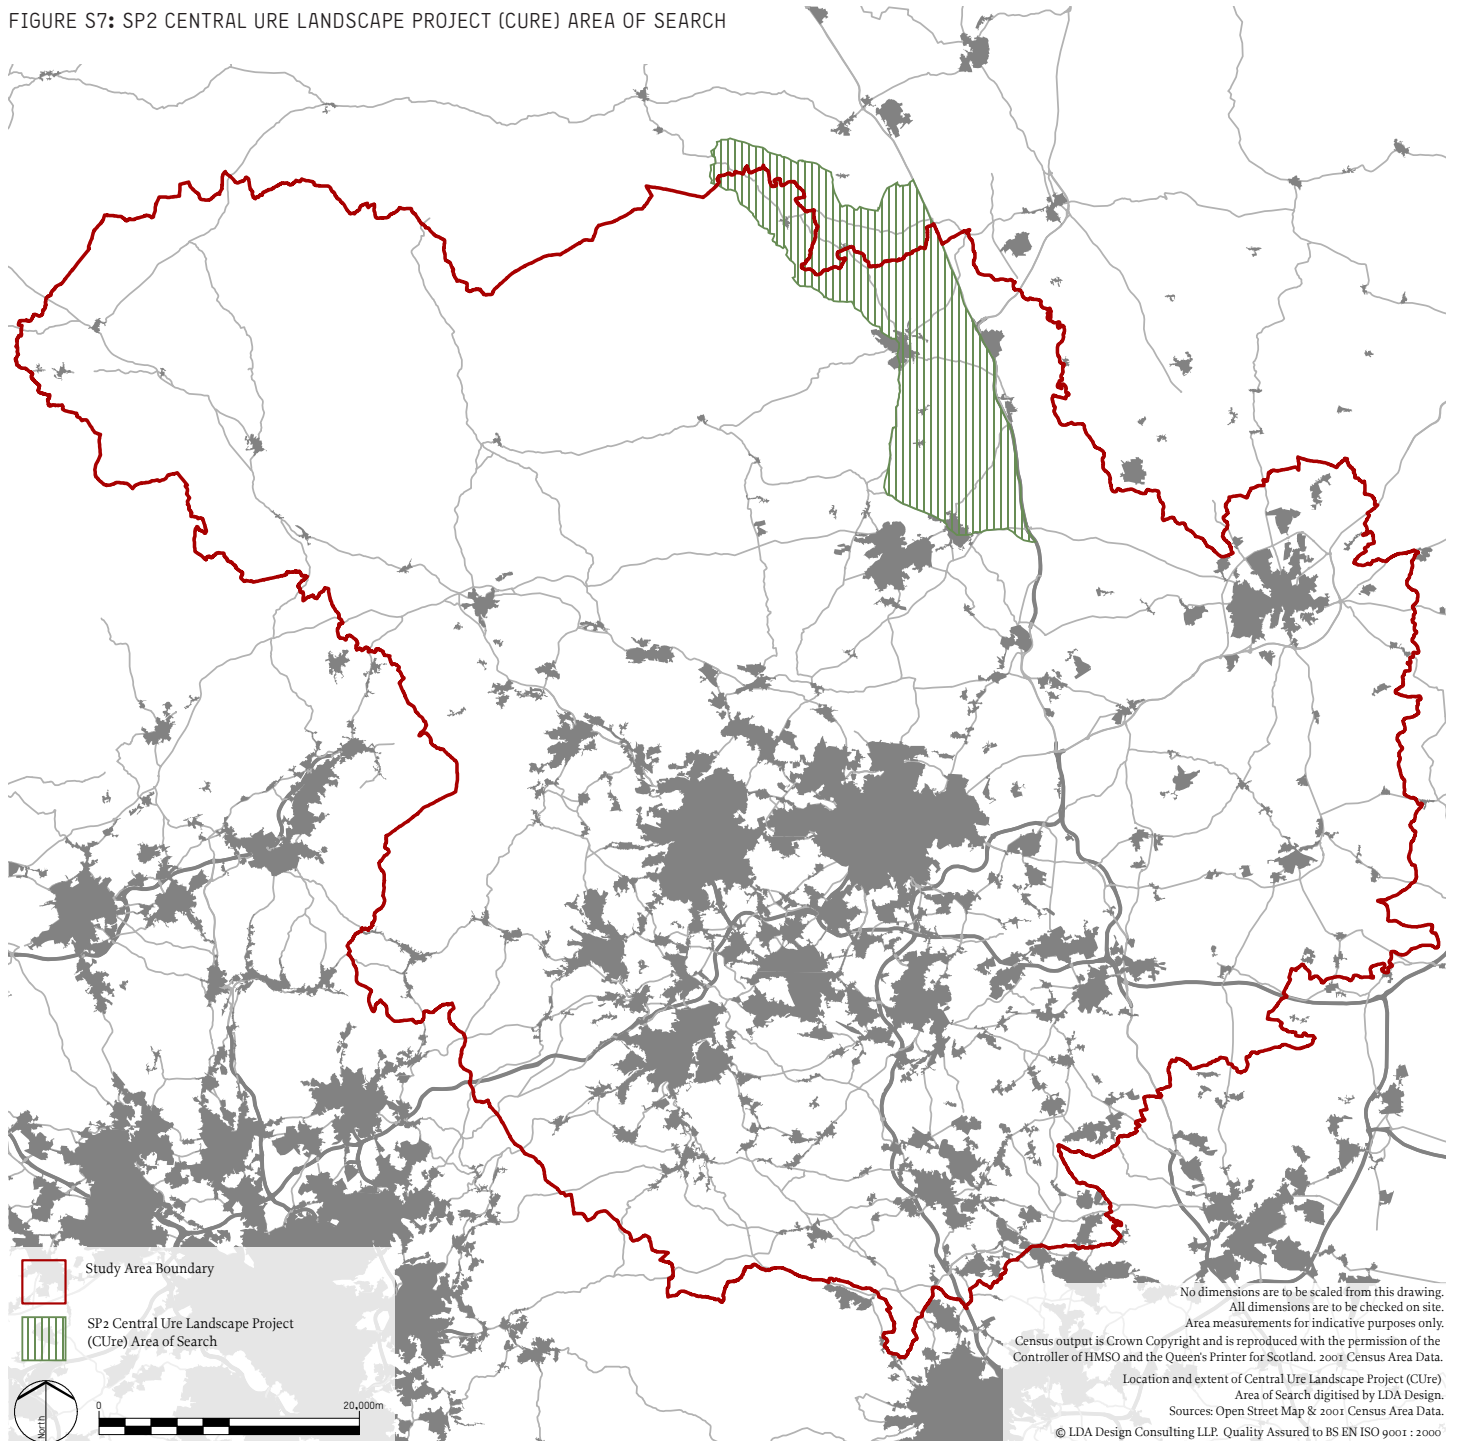 FIGURE S7: SP2 CENTRAL URE LANDSCAPE PROJECT (CURE) AREA OF SEARCH
Study Area Boundary
SP2 Central Ure Landscape Project
(CUre) Area of Search
North
0
20,000m
No dimensions are to be scaled from this drawing.
All dimensions are to be checked on site.
Area measurements for indicative purposes only.
Census output is Crown Copyright and is reproduced with the permission of the
Controller of HMSO and the Queen's Printer for Scotland. 2001 Census Area Data.
Location and extent of Central Ure Landscape Project (CUre)
Area of Search digitised by LDA Design.
Sources: Open Street Map & 2001 Census Area Data.
© LDA Design Consulting LLP. Quality Assured to BS EN ISO 9001 : 2000